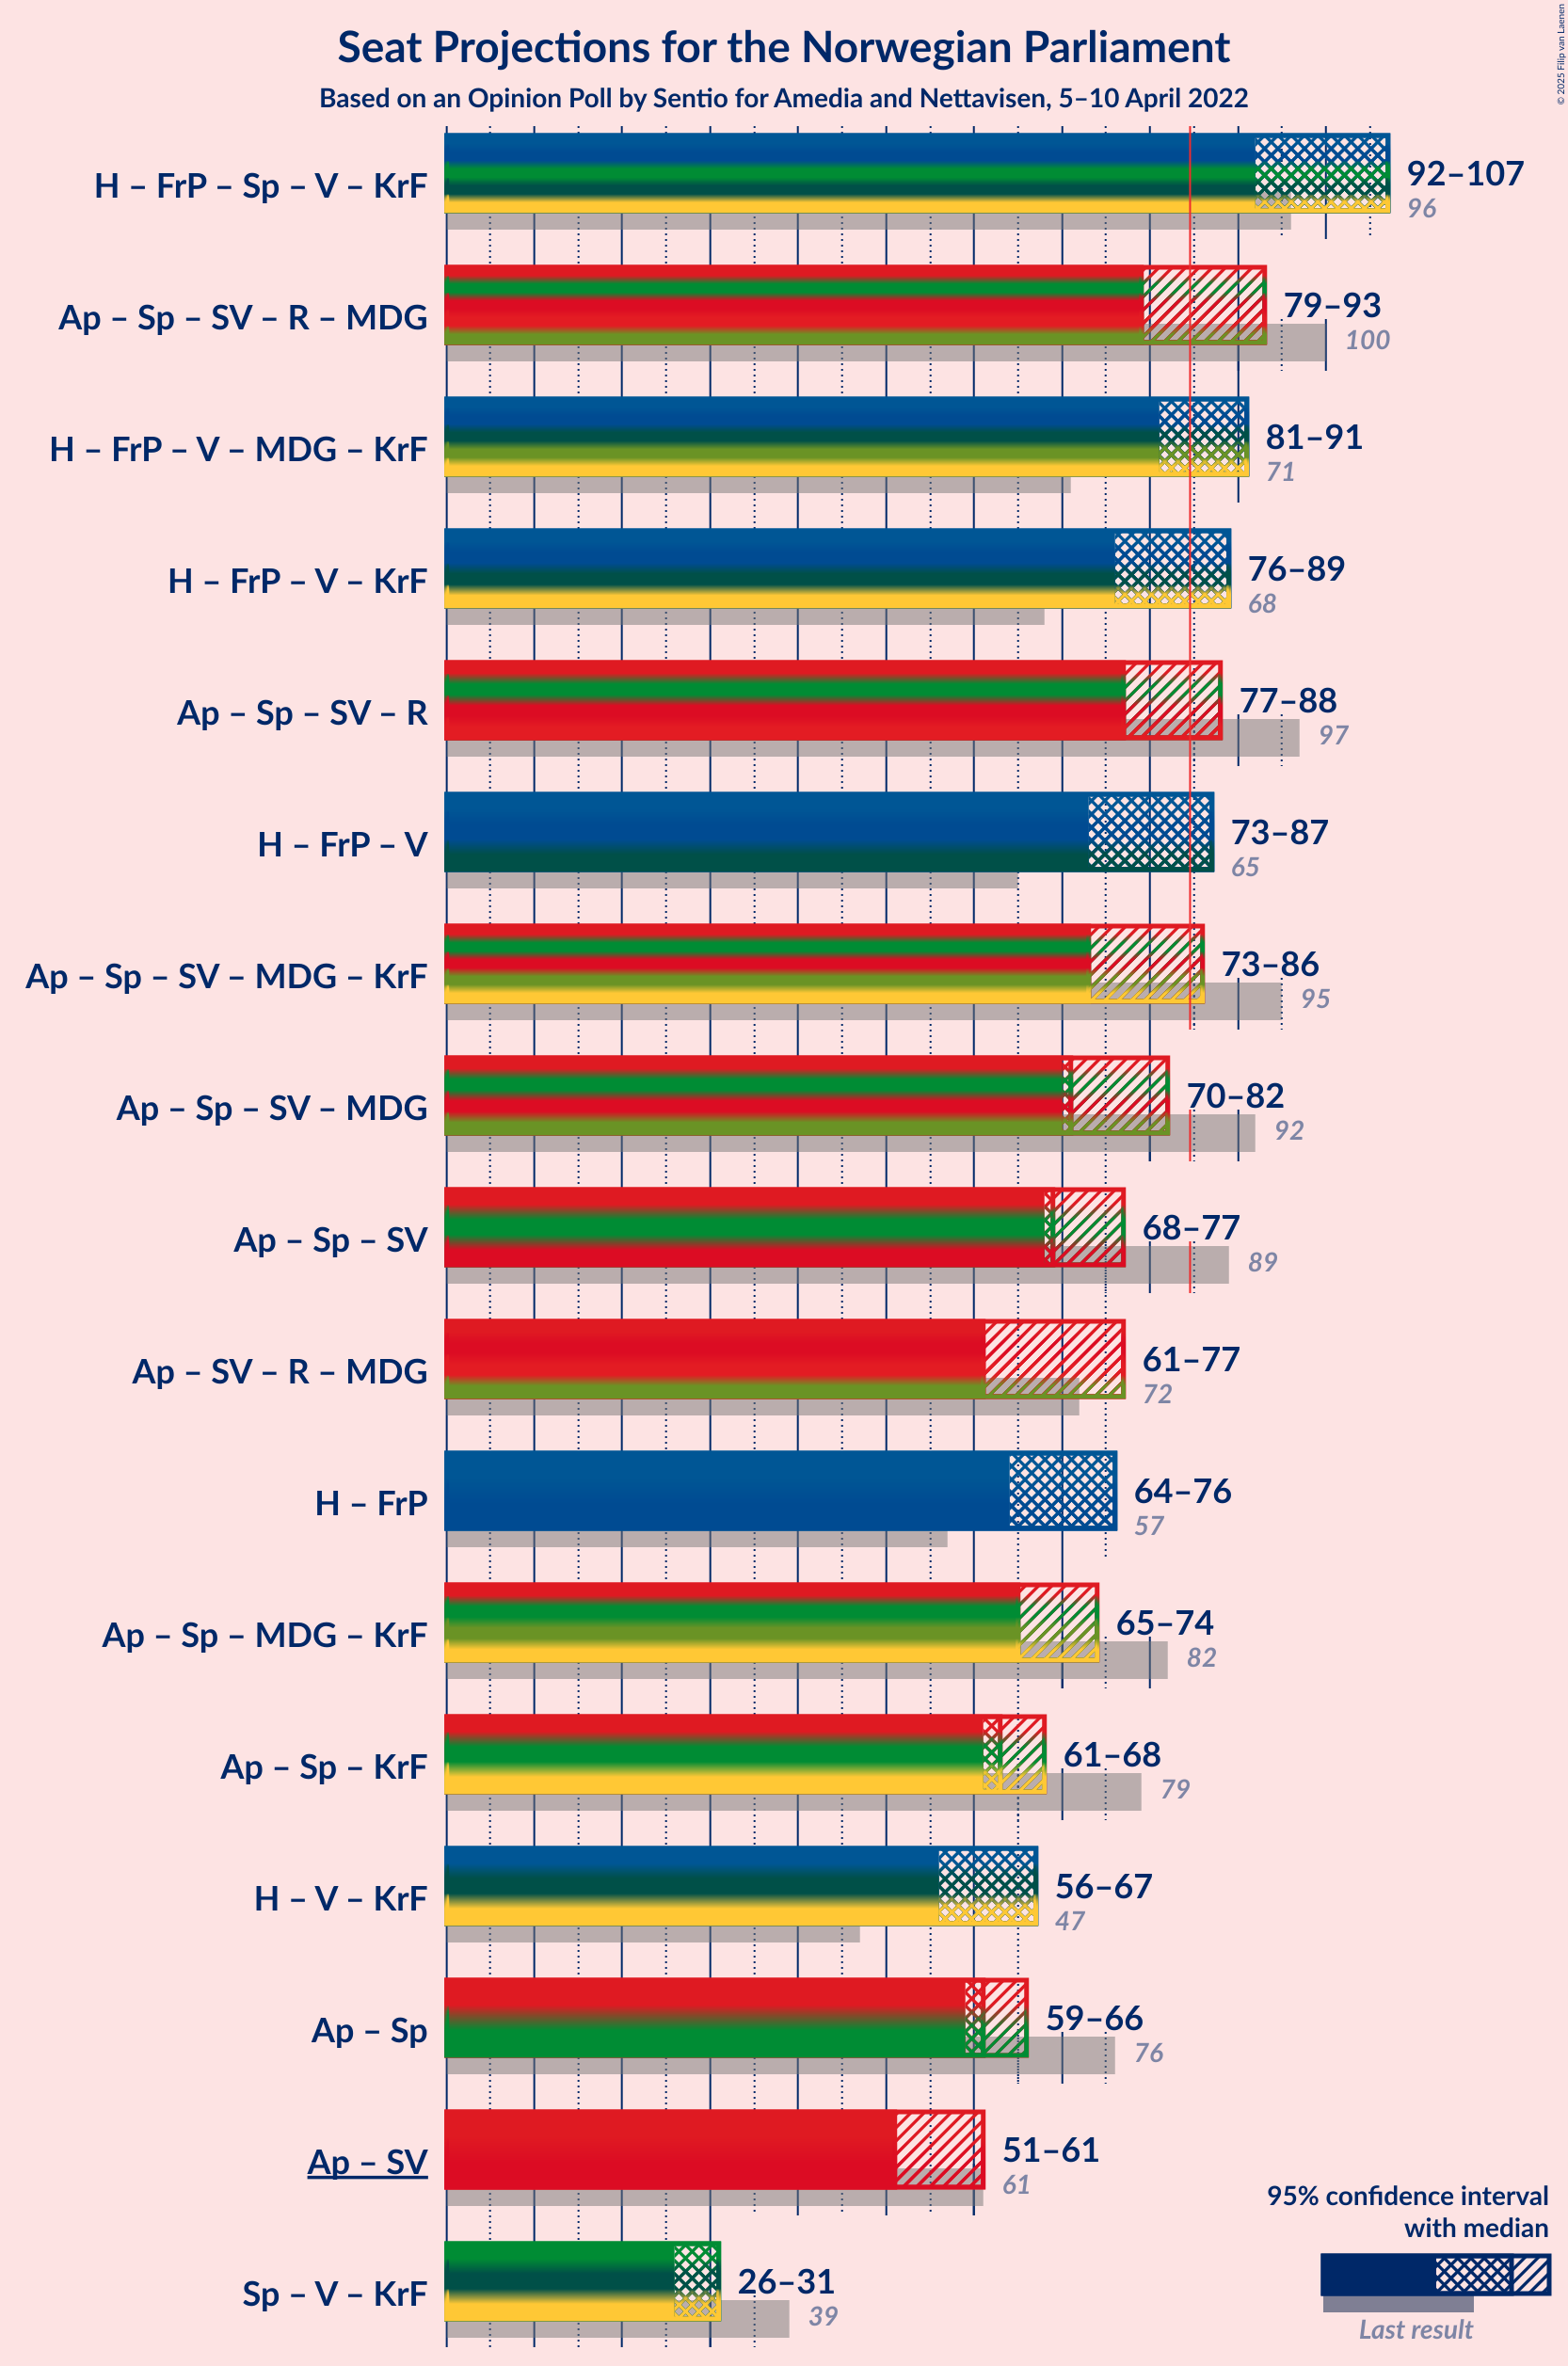 © 2025 Filip van Laenen
Seat Projections for the Norwegian Parliament
Based on an Opinion Poll by Sentio for Amedia and Nettavisen, 5–10 April 2022
H – FrP – Sp – V – KrF
92–107
96
Ap – Sp – SV – R – MDG
79–93
100
H – FrP – V – MDG – KrF
81–91
71
H – FrP – V – KrF
76–89
68
Ap – Sp – SV – R
77–88
97
H – FrP – V
73–87
65
Ap – Sp – SV – MDG – KrF
73–86
95
Ap – Sp – SV – MDG
70–82
92
Ap – Sp – SV
68–77
89
Ap – SV – R – MDG
61–77
72
H – FrP
64–76
57
Ap – Sp – MDG – KrF
65–74
82
Ap – Sp – KrF
61–68
79
H – V – KrF
56–67
47
Ap – Sp
59–66
76
Ap – SV
51–61
61
Sp – V – KrF
26–31
39
95% confidence interval
with median
Last result